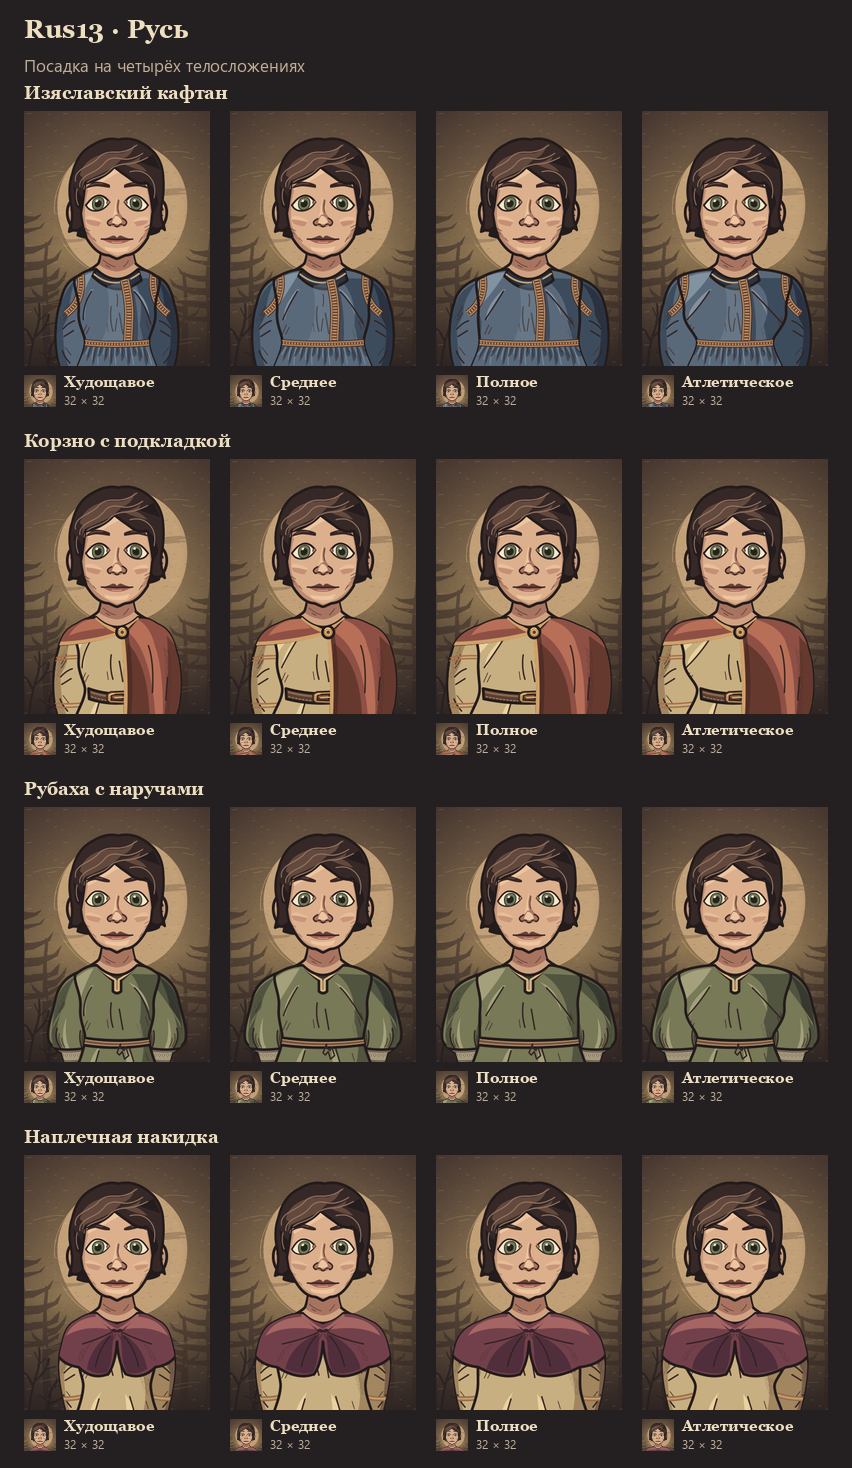 Rus13 · Русь
Посадка на четырёх телосложениях
Изяславский кафтан
Худощавое Среднее Полное Атлетическое
32 × 32 32 × 32 32 × 32 32 × 32
Корзно с подкладкой
Худощавое Среднее Полное Атлетическое
32 × 32 32 × 32 32 × 32 32 × 32
Рубаха с наручами
Худощавое Среднее Полное Атлетическое
32 × 32 32 × 32 32 × 32 32 × 32
Наплечная накидка
Худощавое Среднее Полное Атлетическое
32 × 32 32 × 32 32 × 32 32 × 32